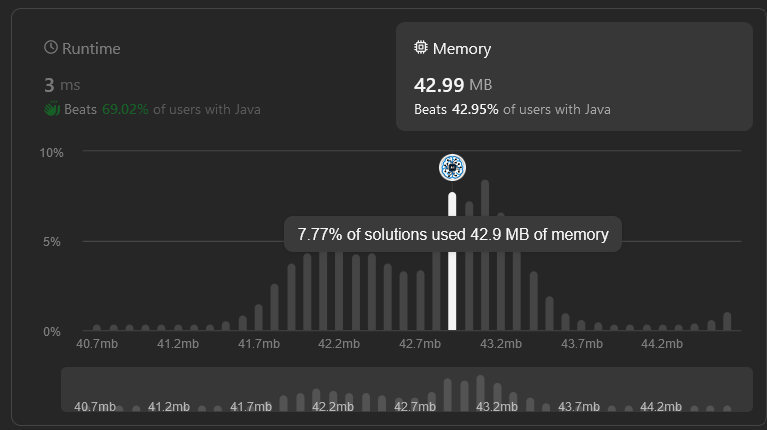 Runtime
3 ms
Beats 69.02% of users with Java
Memory
42.99 MB
Beats 42.95% of users with Java
10%
7.77% of solutions used 42.9 MB of memory
5%
0%
40.7mb 41.2mb 41.7mb 42.2mb 42.7mb 43.2mb 43.7mb 44.2mb
40.7mb 41.2mb 41.7mb 42.2mb 42.7mb 43.2mb 43.7mb 44.2mb